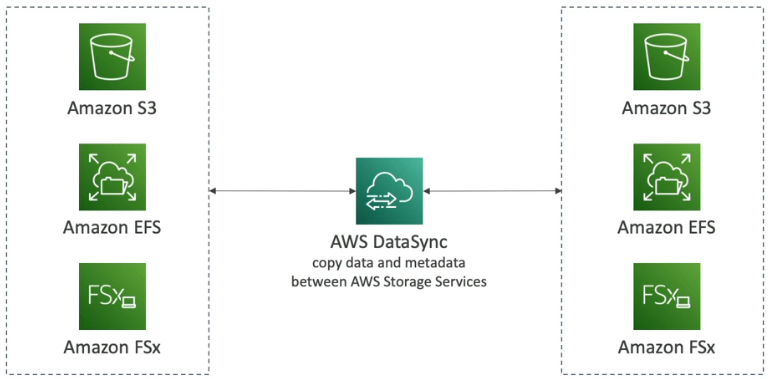 Amazon S3
Amazon EFS
FSx
Amazon FSx
AWS DataSync
copy data and metadata
between AWS Storage Services
Amazon S3
Amazon EFS
FSx
Amazon FSx